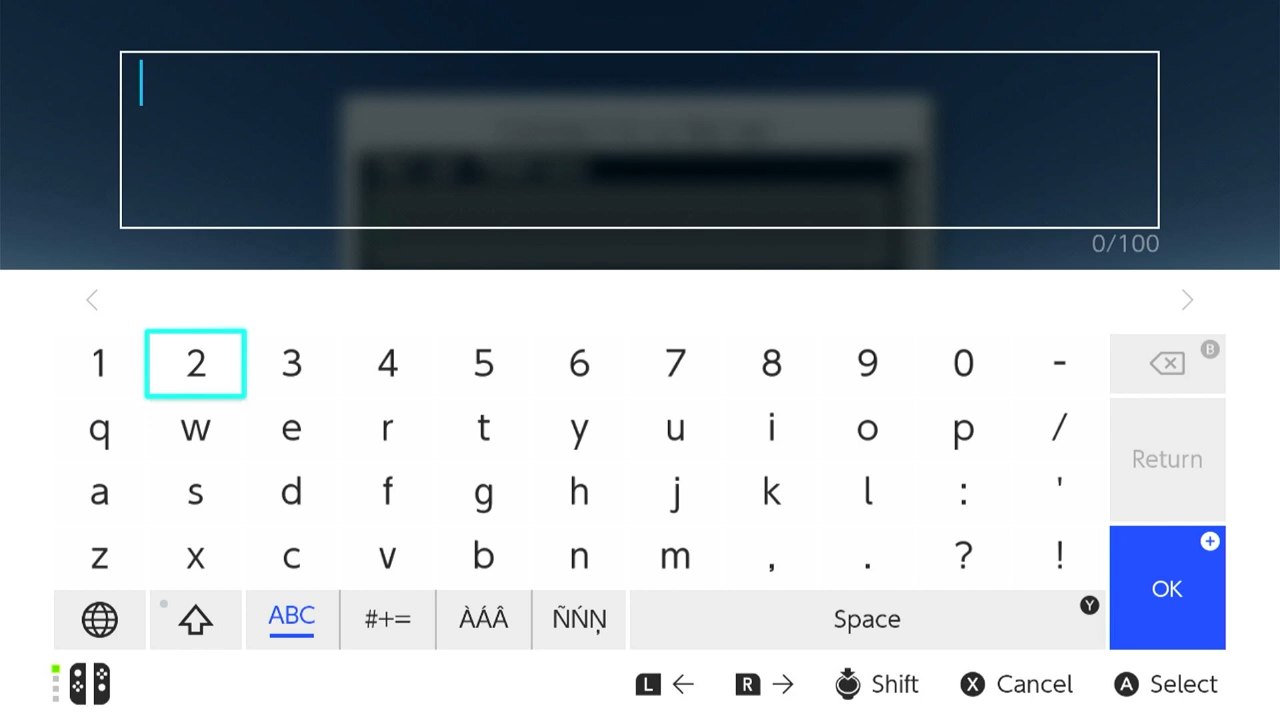 0/100
1 2 3 4 5 6 7 8 9 0 - B
q w e r t y u i o p /
Return
a s d f g h j k l : '
z x c v b n m , . ? ! +
OK
ABC #+= ÀÁÂ ÑŃŅ Space Y
L ← R → Shift X Cancel A Select